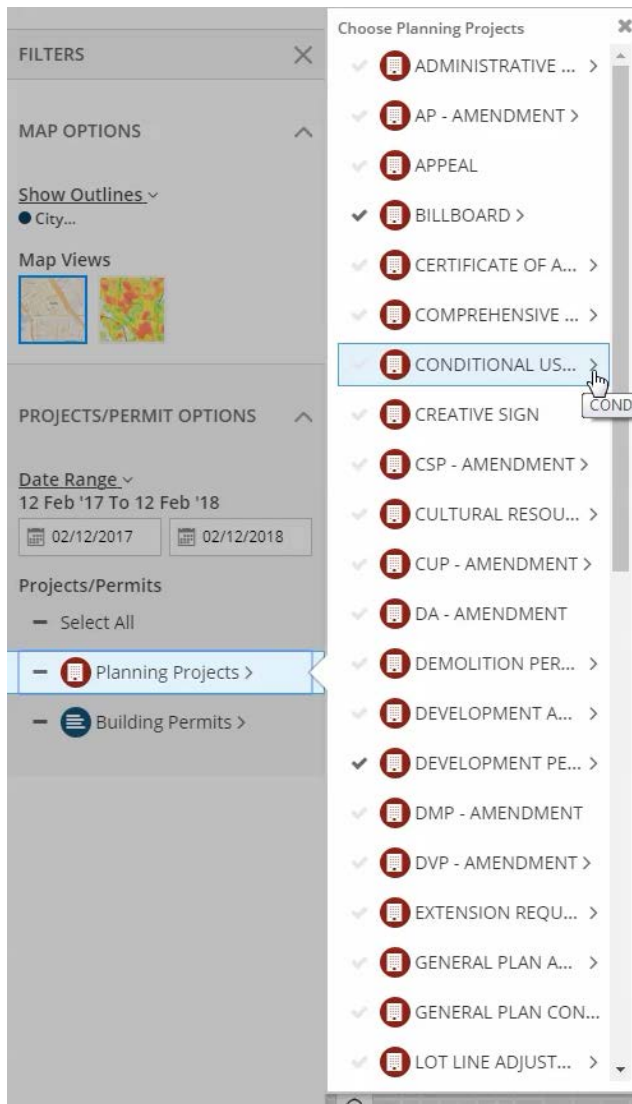 FILTERS
MAP OPTIONS
Show Outlines
City...
Map Views
PROJECTS/PERMIT OPTIONS
Date Range
12 Feb '17 To 12 Feb '18
02/12/2017
02/12/2018
Projects/Permits
Select All
Planning Projects >
Building Permits >
Choose Planning Projects
ADMINISTRATIVE ... >
AP - AMENDMENT >
APPEAL
BILLBOARD >
CERTIFICATE OF A... >
COMPREHENSIVE ... >
CONDITIONAL US... >
COND
CREATIVE SIGN
CSP - AMENDMENT >
CULTURAL RESOU... >
CUP - AMENDMENT >
DA - AMENDMENT
DEMOLITION PER... >
DEVELOPMENT A... >
DEVELOPMENT PE... >
DMP - AMENDMENT
DVP - AMENDMENT >
EXTENSION REQU... >
GENERAL PLAN A... >
GENERAL PLAN CON...
LOT LINE ADJUST... >